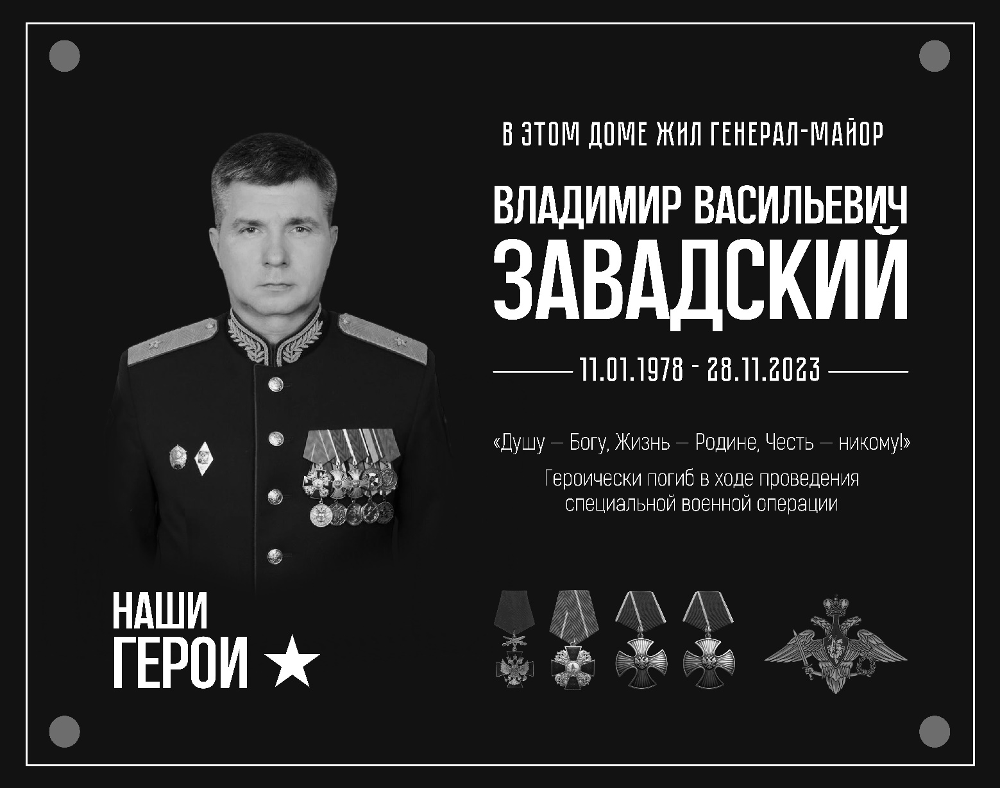 В ЭТОМ ДОМЕ ЖИЛ ГЕНЕРАЛ-МАЙОР
ВЛАДИМИР ВАСИЛЬЕВИЧ
ЗАВАДСКИЙ
11.01.1978 - 28.11.2023
«Душу — Богу, Жизнь — Родине, Честь — никому!»
Героически погиб в ходе проведения
специальной военной операции
НАШИ
ГЕРОИ